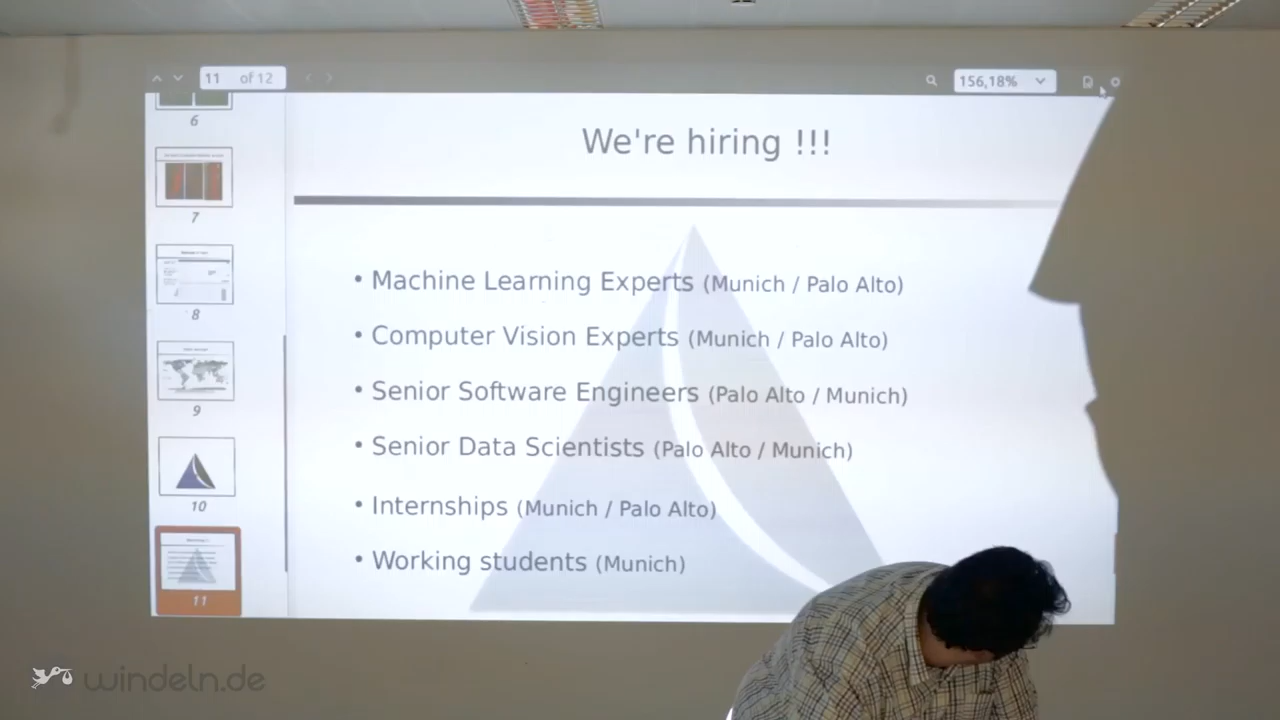 11 of 12
156,18%
6
7
8
9
10
11
We're hiring !!!
• Machine Learning Experts (Munich / Palo Alto)
• Computer Vision Experts (Munich / Palo Alto)
• Senior Software Engineers (Palo Alto / Munich)
• Senior Data Scientists (Palo Alto / Munich)
• Internships (Munich / Palo Alto)
• Working students (Munich)
windeln.de